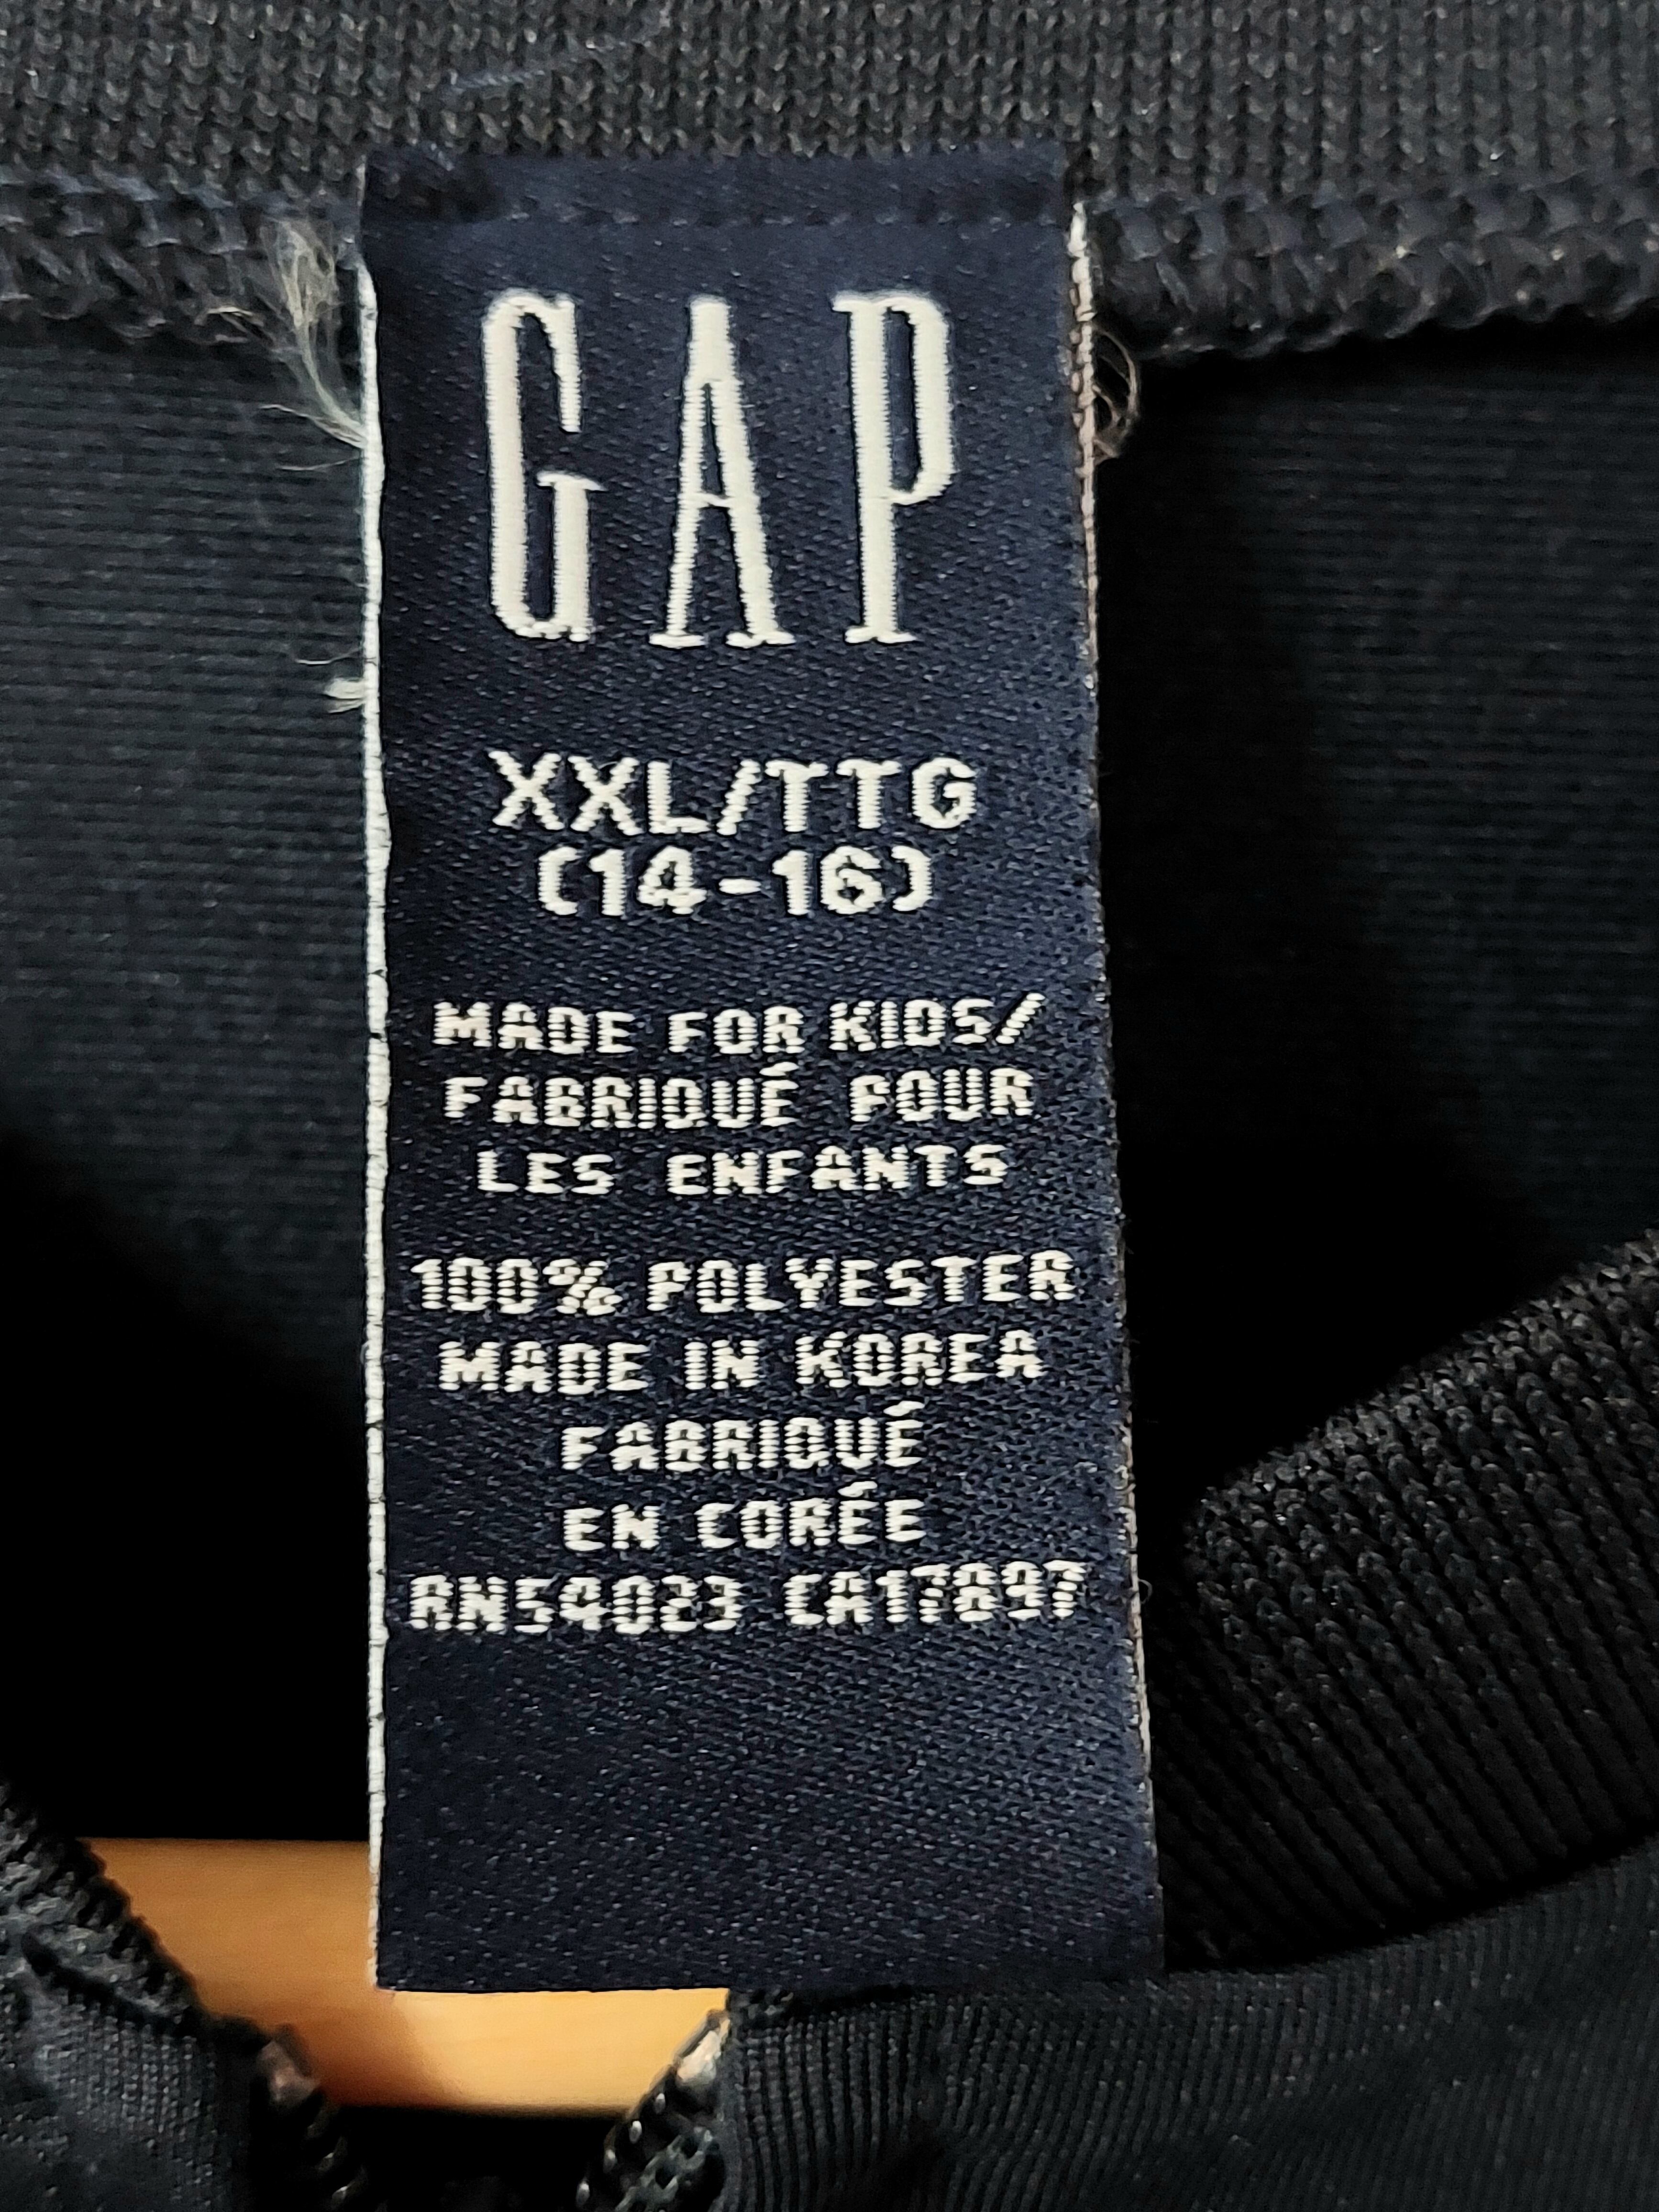 GAP
XXL/TTG
(14-16)
MADE FOR KIDS/
FABRIQUÉ POUR
LES ENFANTS
100% POLYESTER
MADE IN KOREA
FABRIQUÉ
EN CORÉE
RN54023 CA17897